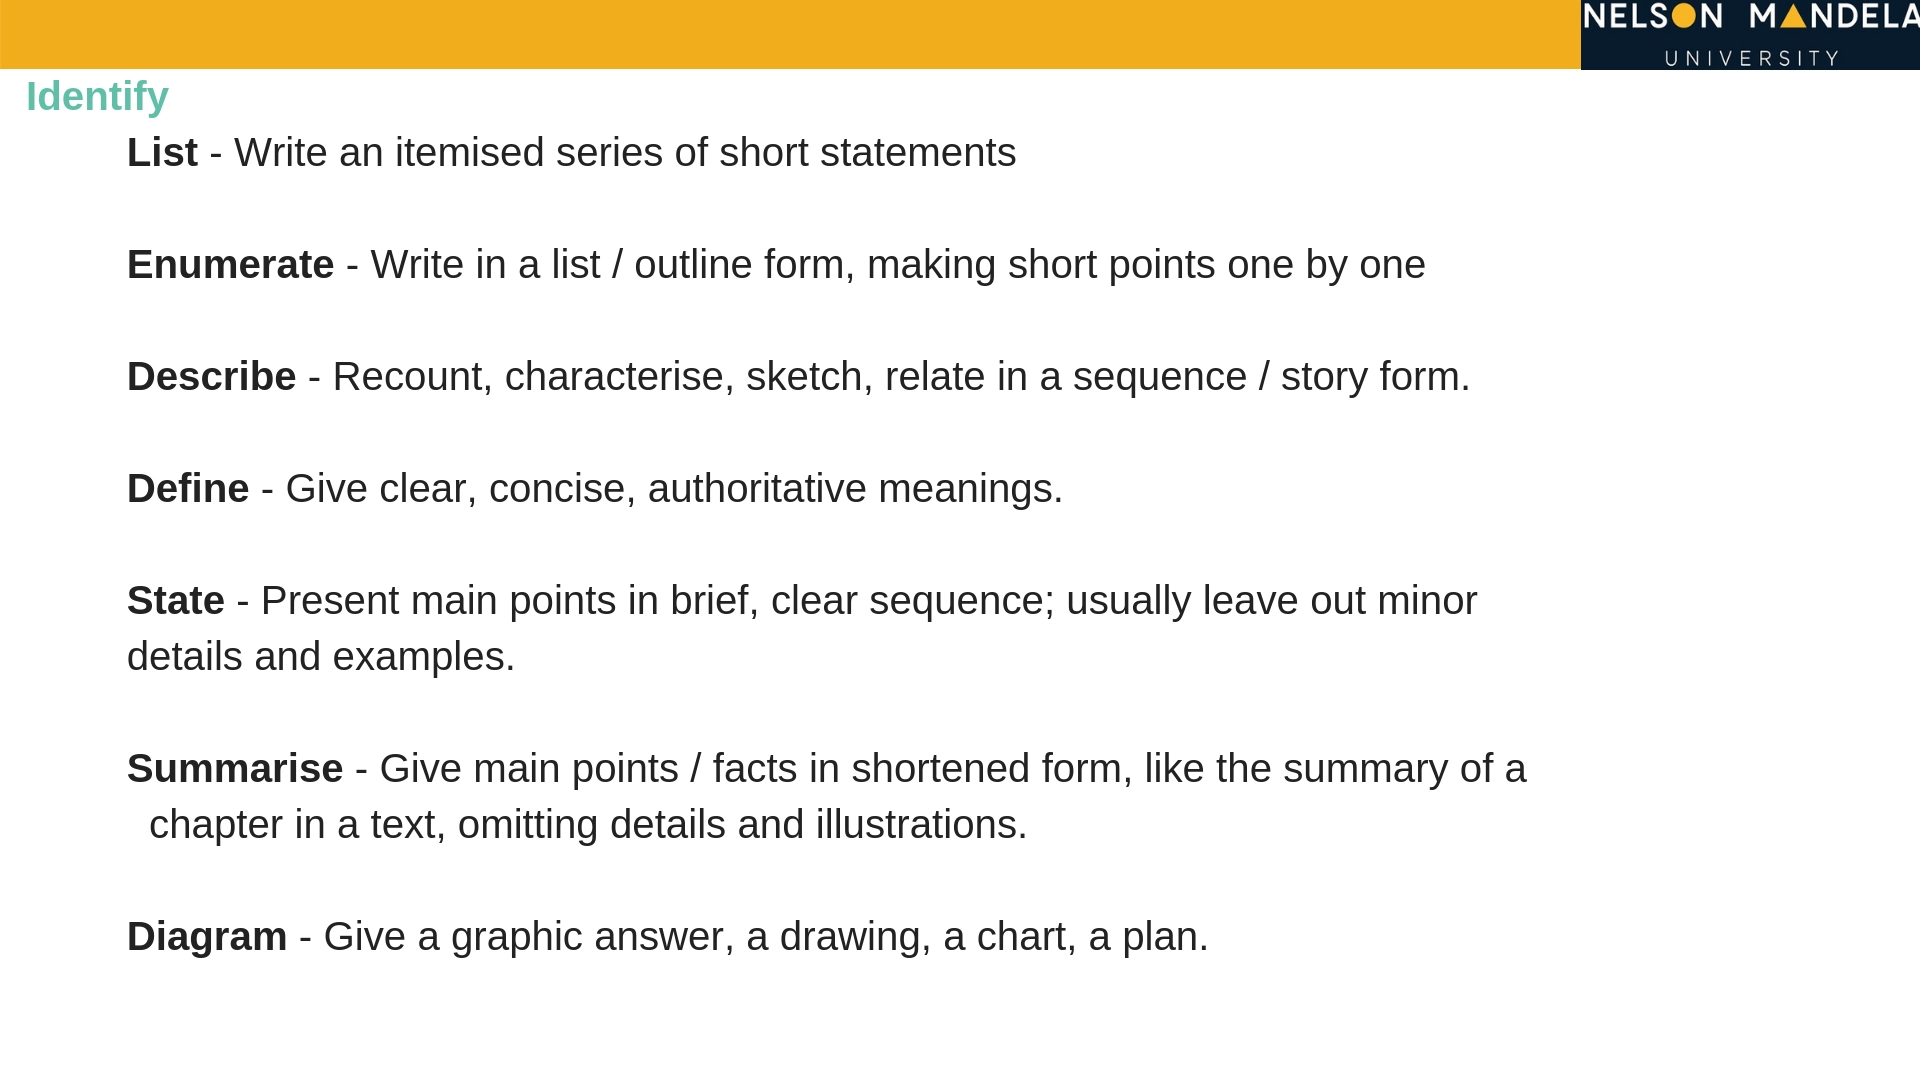 NELSON MANDELA
UNIVERSITY
Identify
List - Write an itemised series of short statements
Enumerate - Write in a list / outline form, making short points one by one
Describe - Recount, characterise, sketch, relate in a sequence / story form.
Define - Give clear, concise, authoritative meanings.
State - Present main points in brief, clear sequence; usually leave out minor
details and examples.
Summarise - Give main points / facts in shortened form, like the summary of a
chapter in a text, omitting details and illustrations.
Diagram - Give a graphic answer, a drawing, a chart, a plan.